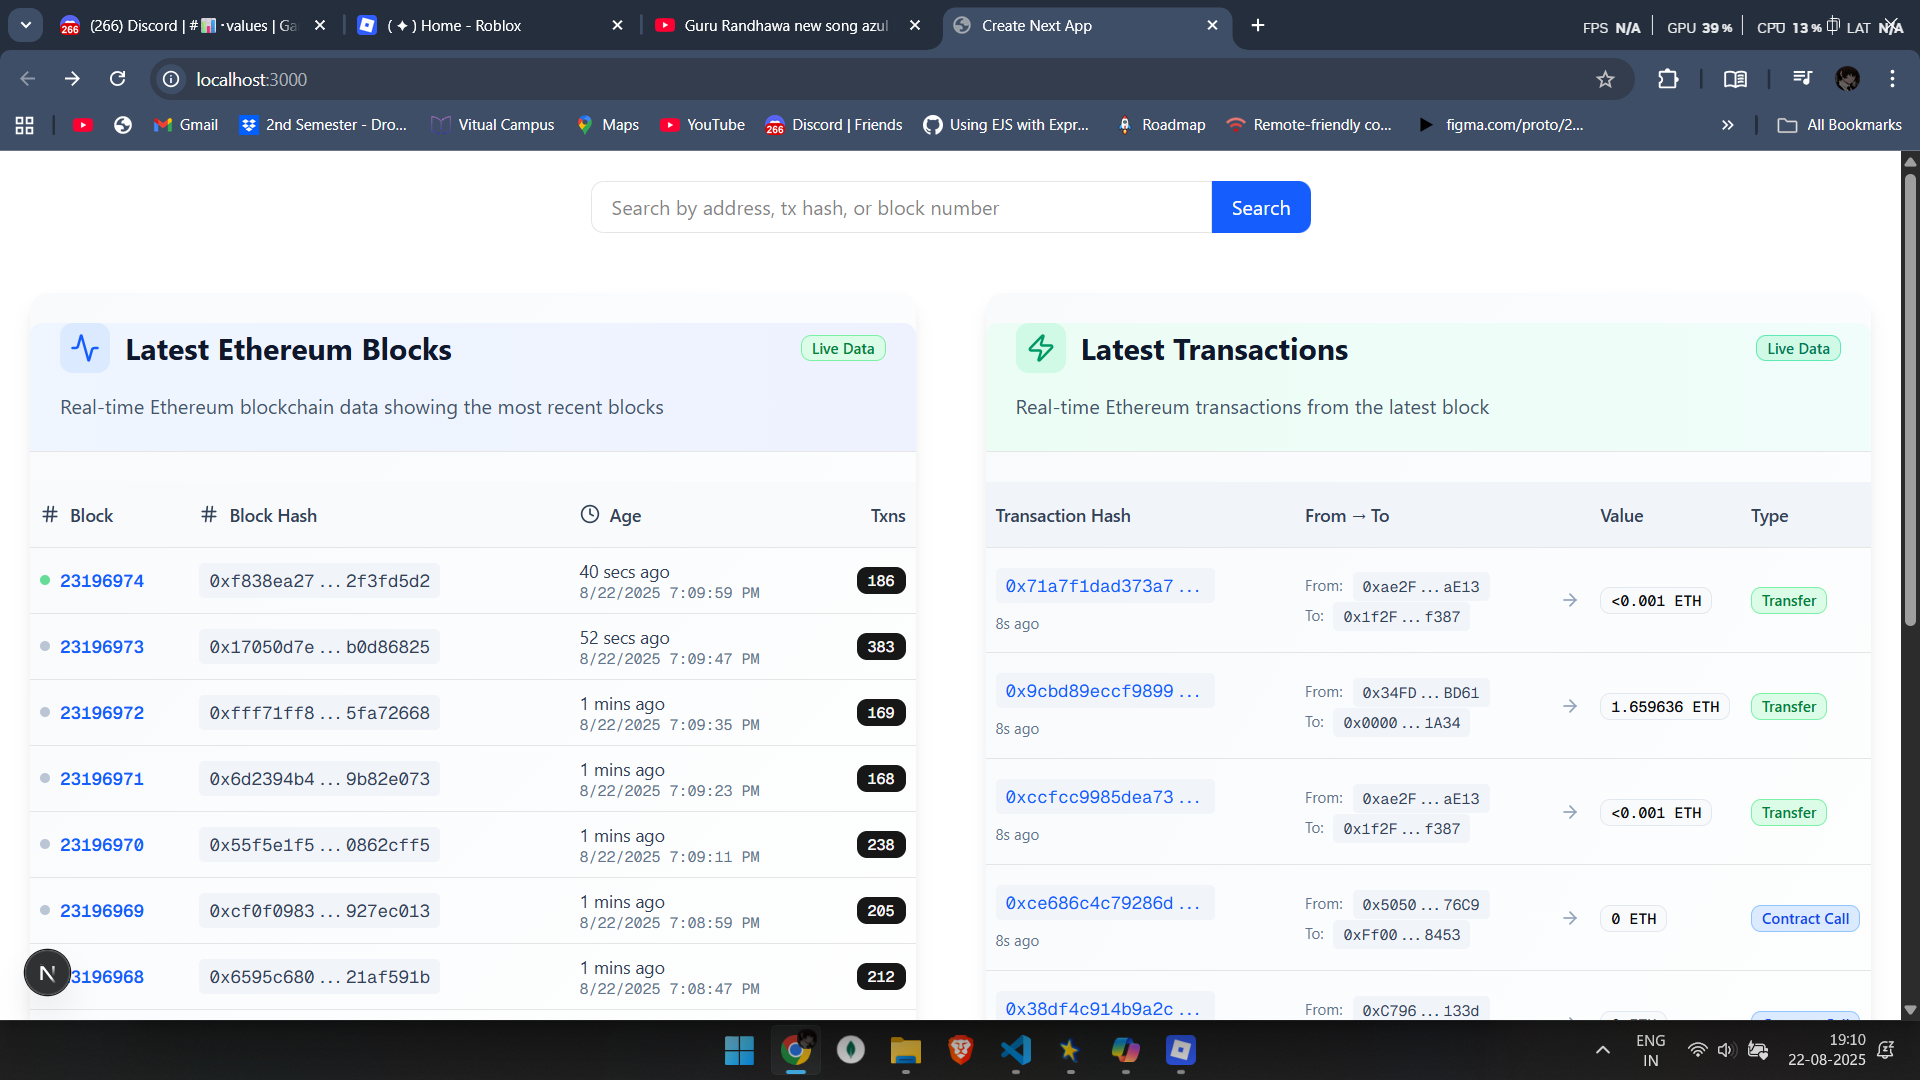 (266) Discord | #📊･values | Ga
( ✦ ) Home - Roblox
Guru Randhawa new song azul
Create Next App
FPS N/A
GPU 39 %
CPU 13 %
LAT N/A
localhost:3000
Gmail
2nd Semester - Dro...
Vitual Campus
Maps
YouTube
Discord | Friends
Using EJS with Expr...
Roadmap
Remote-friendly co...
figma.com/proto/2...
All Bookmarks
Search by address, tx hash, or block number
Search
Latest Ethereum Blocks
Live Data
Real-time Ethereum blockchain data showing the most recent blocks
# Block
# Block Hash
Age
Txns
23196974 0xf838ea27...2f3fd5d2 40 secs ago 186
8/22/2025 7:09:59 PM
23196973 0x17050d7e...b0d86825 52 secs ago 383
8/22/2025 7:09:47 PM
23196972 0xfff71ff8...5fa72668 1 mins ago 169
8/22/2025 7:09:35 PM
23196971 0x6d2394b4...9b82e073 1 mins ago 168
8/22/2025 7:09:23 PM
23196970 0x55f5e1f5...0862cff5 1 mins ago 238
8/22/2025 7:09:11 PM
23196969 0xcf0f0983...927ec013 1 mins ago 205
8/22/2025 7:08:59 PM
3196968 0x6595c680...21af591b 1 mins ago 212
8/22/2025 7:08:47 PM
N
Latest Transactions
Live Data
Real-time Ethereum transactions from the latest block
Transaction Hash
From → To
Value
Type
0x71a7f1dad373a7... From: 0xae2F...aE13 → <0.001 ETH Transfer
8s ago To: 0x1f2F...f387
0x9cbd89eccf9899... From: 0x34FD...BD61 → 1.659636 ETH Transfer
8s ago To: 0x0000...1A34
0xccfcc9985dea73... From: 0xae2F...aE13 → <0.001 ETH Transfer
8s ago To: 0x1f2F...f387
0xce686c4c79286d... From: 0x5050...76C9 → 0 ETH Contract Call
8s ago To: 0xFf00...8453
0x38df4c914b9a2c... From: 0xC796...133d
ENG
IN
19:10
22-08-2025